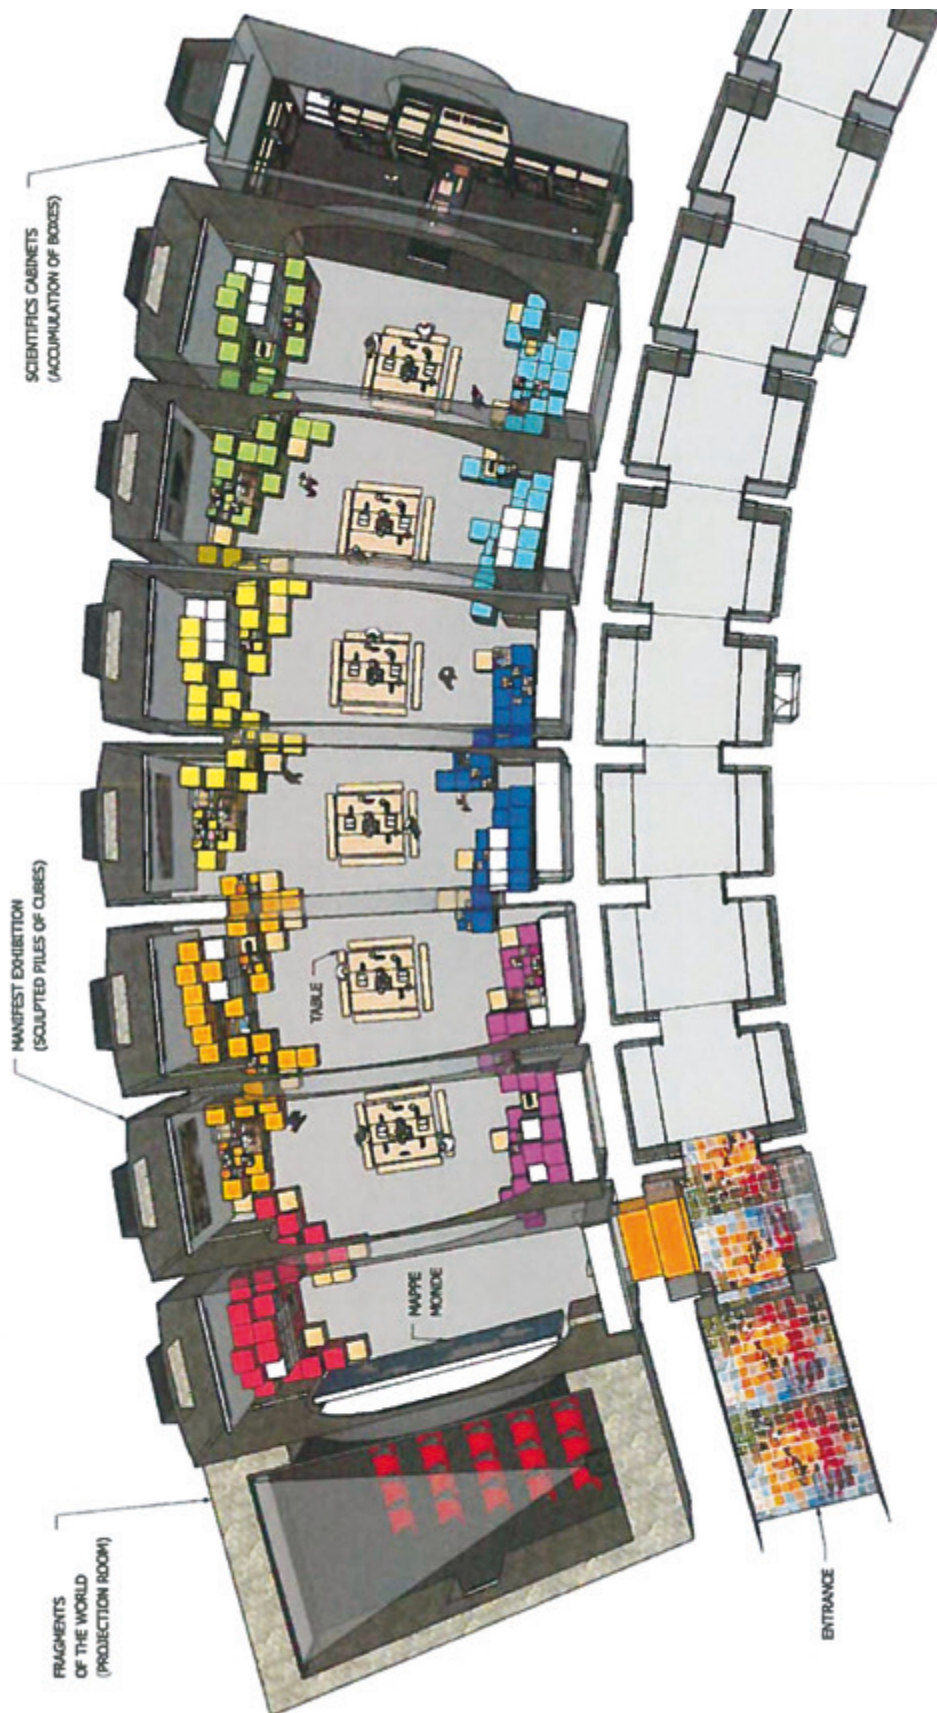 SCIENTIFICS CABINETS
(ACCUMULATION OF BOXES)
MANIFEST EXHIBITION
(SCULPTED PILES OF CUBES)
TABLE
MAPPE
MONDE
FRAGMENTS
OF THE WORLD
(PROJECTION ROOM)
ENTRANCE